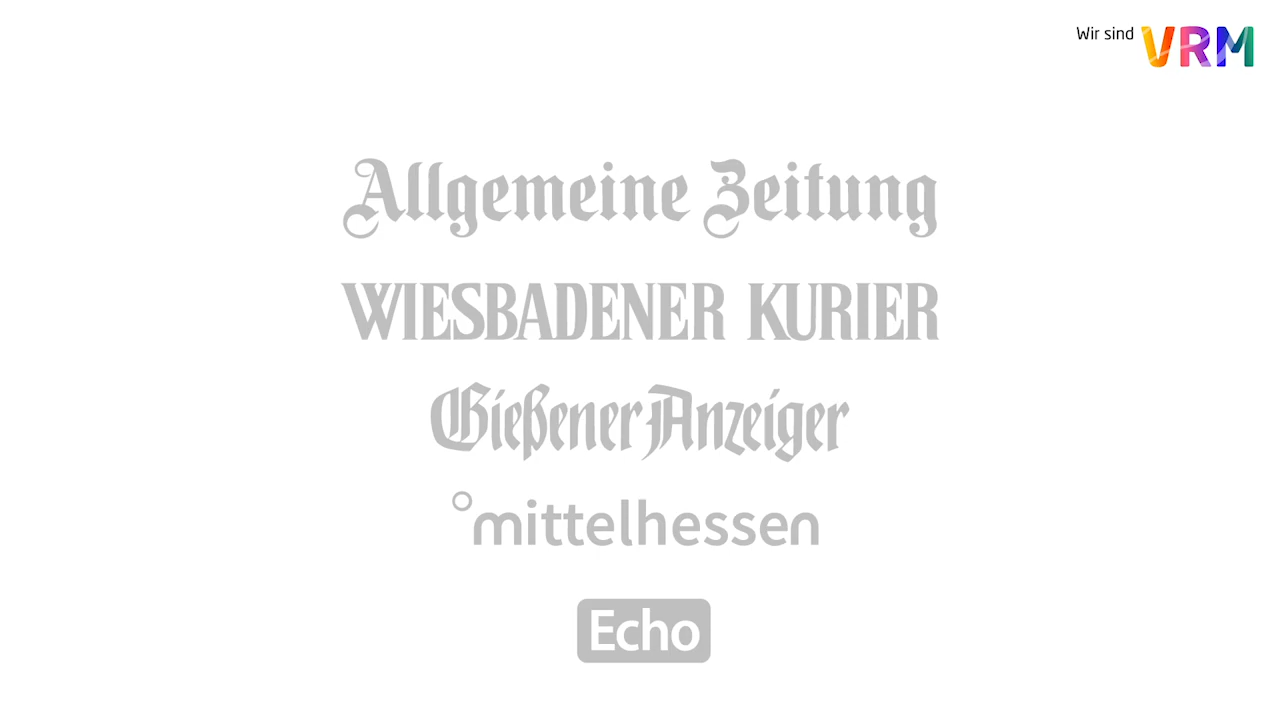 Wir sind VRM
Allgemeine Zeitung
WIESBADENER KURIER
Gießener Anzeiger
mittelhessen
Echo